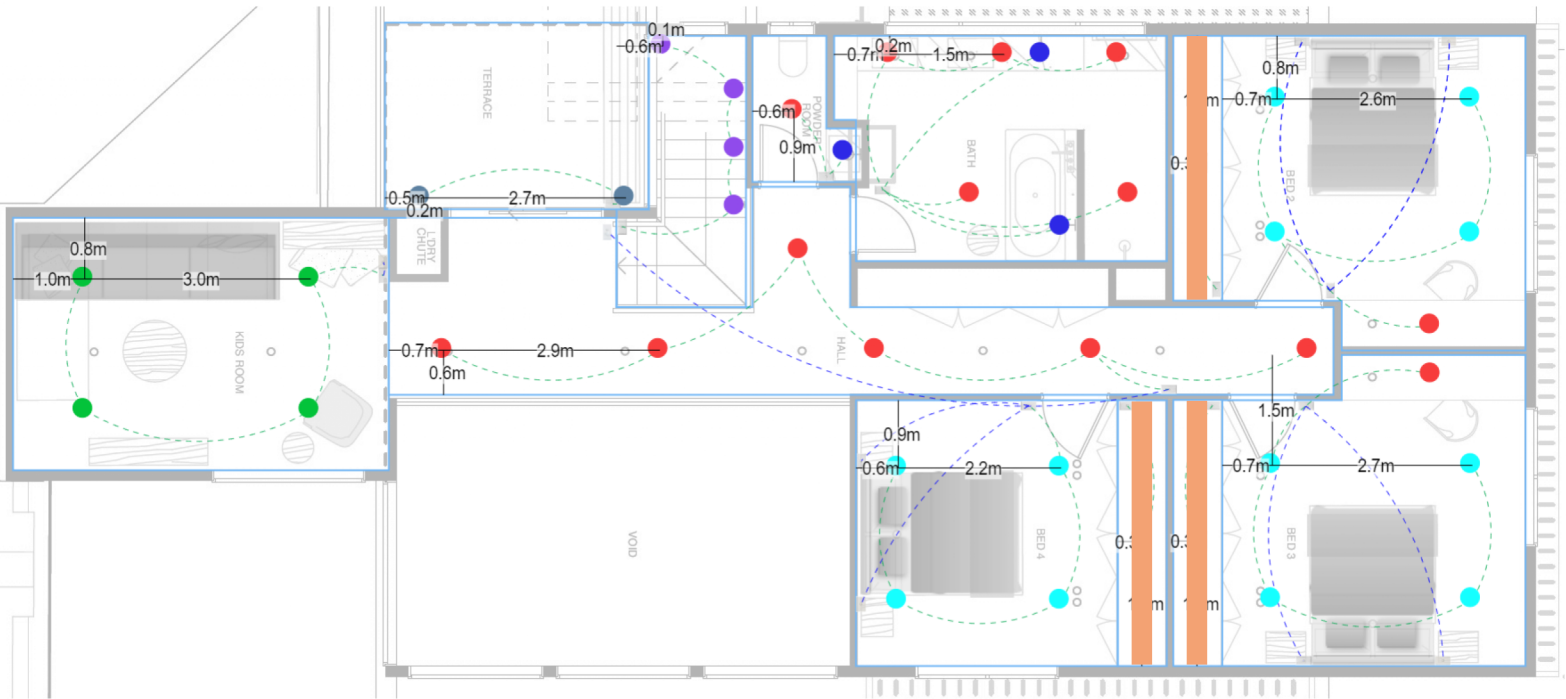 0.1m
0.6m
TERRACE
0.5m
2.7m
0.2m
L'DRY
CHUTE
0.8m
1.0m
3.0m
KIDS ROOM
0.7m
2.9m
0.6m
HALL
VOID
POWDER
ROOM
0.6m
0.9m
0.2m
0.7m
1.5m
BATH
0.8m
0.7m
2.6m
BED 2
1.5m
0.7m
2.7m
BED 3
0.9m
0.6m
2.2m
BED 4